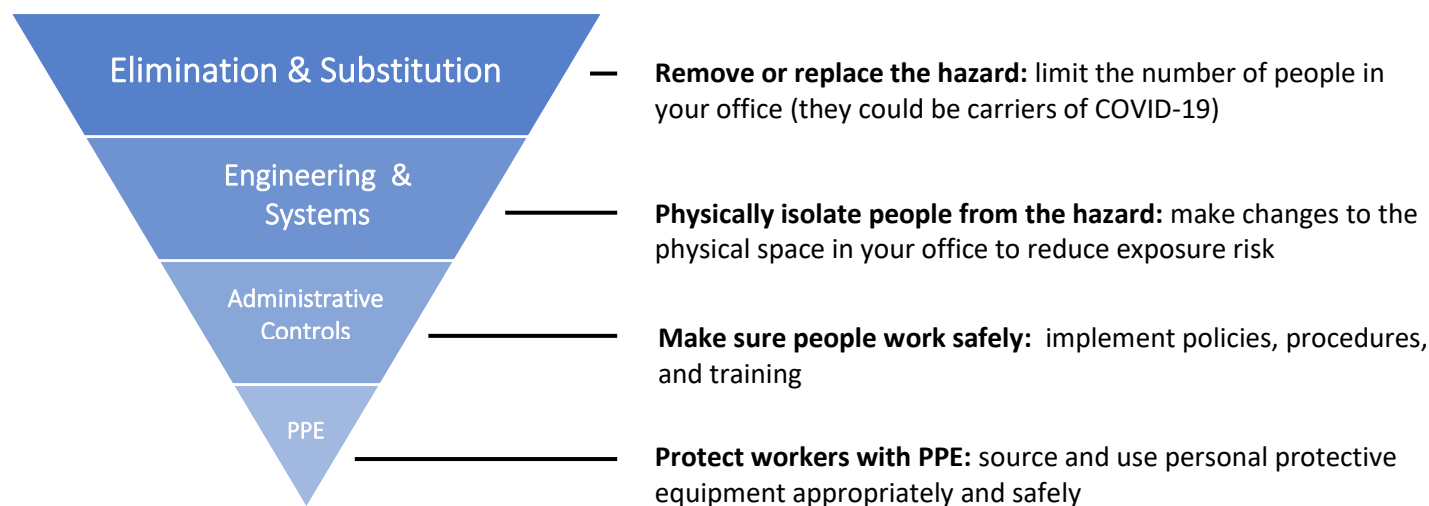 Elimination & Substitution
Remove or replace the hazard: limit the number of people in
your office (they could be carriers of COVID-19)
Engineering &
Systems
Physically isolate people from the hazard: make changes to the
physical space in your office to reduce exposure risk
Administrative
Controls
Make sure people work safely: implement policies, procedures,
and training
PPE
Protect workers with PPE: source and use personal protective
equipment appropriately and safely